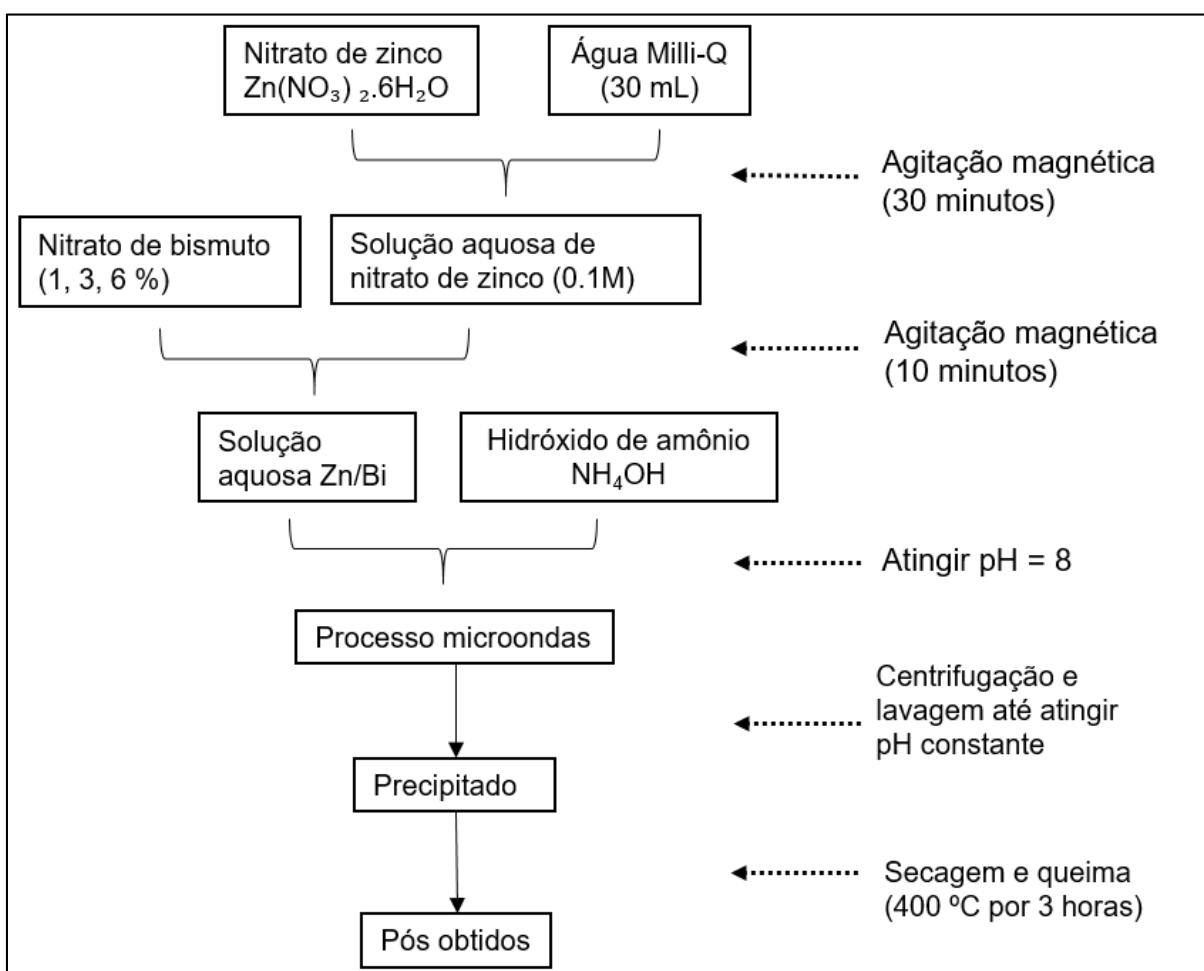 Nitrato de zinco
Zn(NO₃) ₂.6H₂O
Água Milli-Q
(30 mL)
Agitação magnética
(30 minutos)
Nitrato de bismuto
(1, 3, 6 %)
Solução aquosa de
nitrato de zinco (0.1M)
Agitação magnética
(10 minutos)
Solução
aquosa Zn/Bi
Hidróxido de amônio
NH₄OH
Atingir pH = 8
Processo microondas
Centrifugação e
lavagem até atingir
pH constante
Precipitado
Secagem e queima
(400 ºC por 3 horas)
Pós obtidos